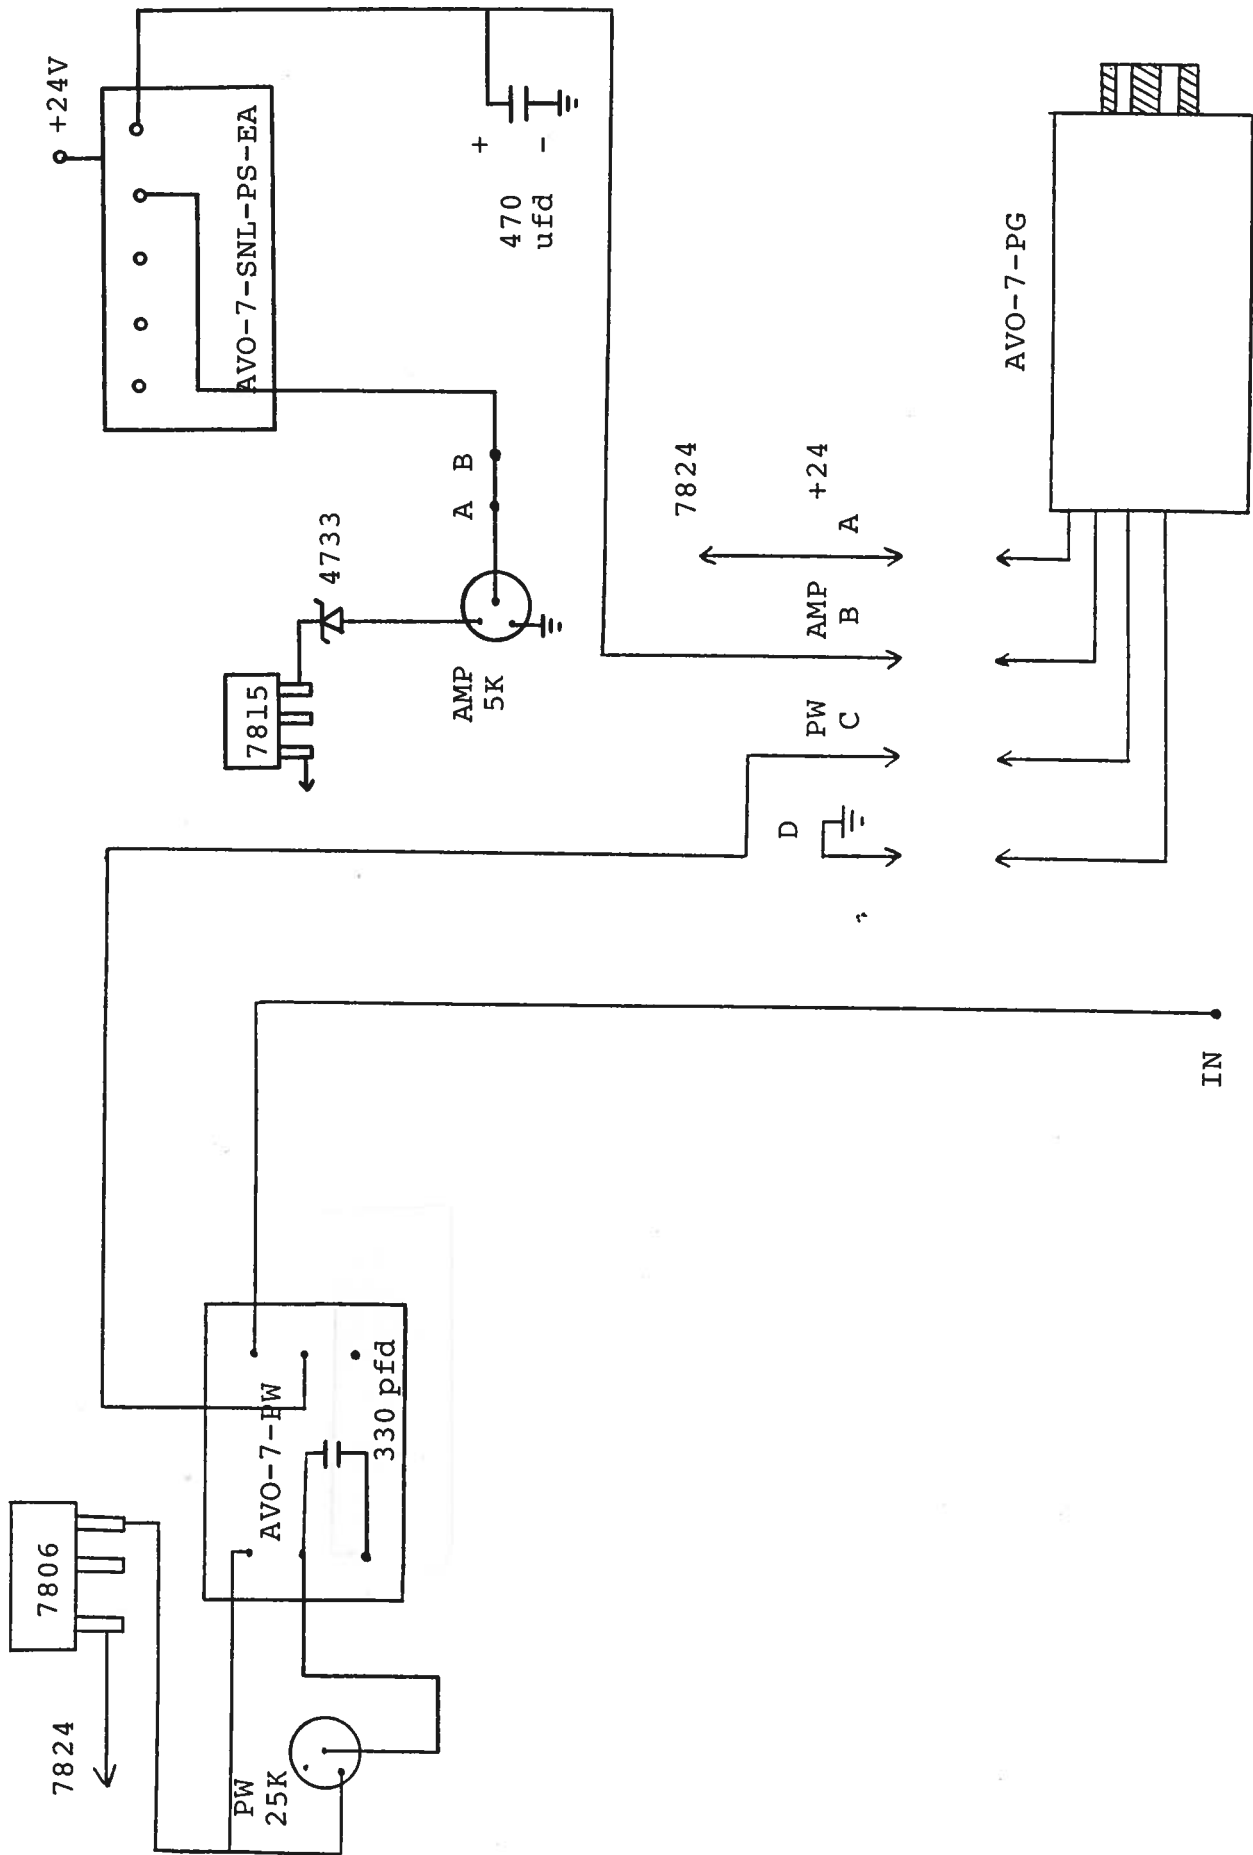 7824
7806
PW
25K
AVO-7-PW
330 pfd
IN
7815
4733
AMP
5K
A B
+24V
AVO-7-SNL-PS-EA
+
-
470
ufd
7824
D
PW
C
AMP
B
+24
A
AVO-7-PG